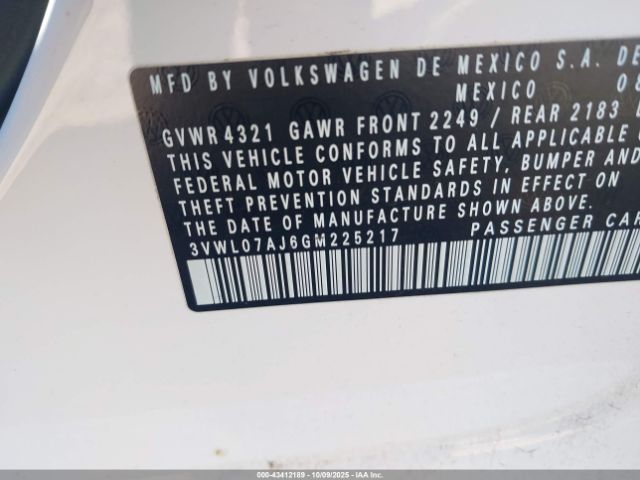 MFD BY VOLKSWAGEN DE MEXICO S.A. DE
MEXICO
GVWR 4321 GAWR FRONT 2249 / REAR 2183
THIS VEHICLE CONFORMS TO ALL APPLICABLE
FEDERAL MOTOR VEHICLE SAFETY, BUMPER AND
THEFT PREVENTION STANDARDS IN EFFECT ON
THE DATE OF MANUFACTURE SHOWN ABOVE.
3VWL07AJ6GM225217 PASSENGER CAR
000-43412189 - 10/09/2025 - IAAI, Inc.